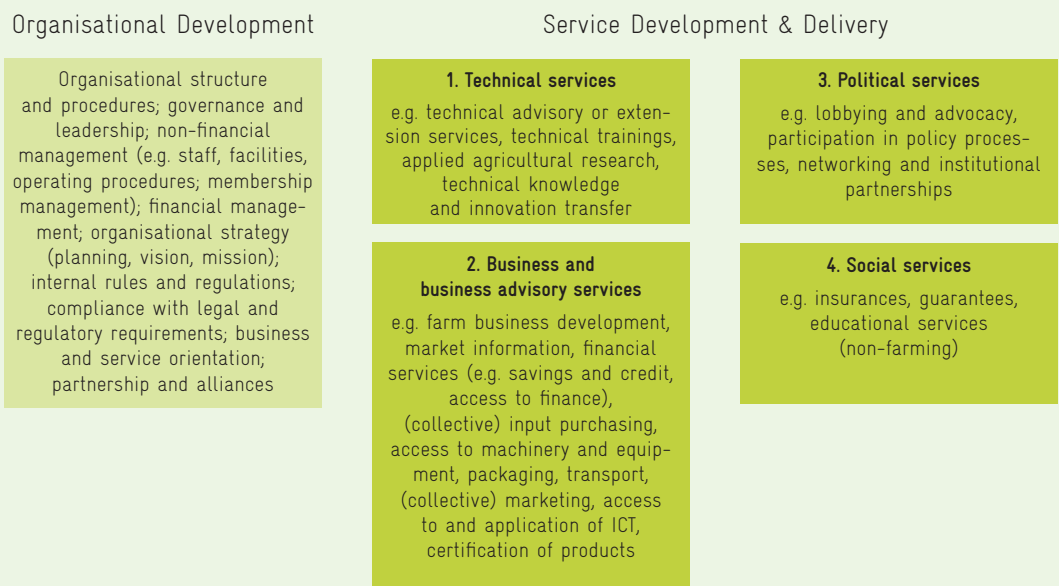 Organisational Development
Organisational structure
and procedures; governance and
leadership; non-financial
management (e.g. staff, facilities,
operating procedures; membership
management); financial manage-
ment; organisational strategy
(planning, vision, mission);
internal rules and regulations;
compliance with legal and
regulatory requirements; business
and service orientation;
partnership and alliances
Service Development & Delivery
1. Technical services
e.g. technical advisory or exten-
sion services, technical trainings,
applied agricultural research,
technical knowledge
and innovation transfer
2. Business and
business advisory services
e.g. farm business development,
market information, financial
services (e.g. savings and credit,
access to finance),
(collective) input purchasing,
access to machinery and equip-
ment, packaging, transport,
(collective) marketing, access
to and application of ICT,
certification of products
3. Political services
e.g. lobbying and advocacy,
participation in policy proces-
ses, networking and institutional
partnerships
4. Social services
e.g. insurances, guarantees,
educational services
(non-farming)